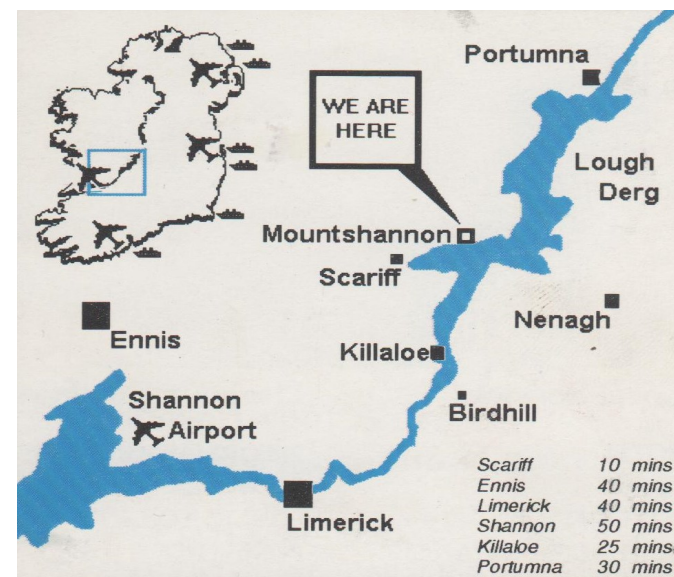 Portumna
WE ARE
HERE
Lough
Derg
Mountshannon
Scariff
Nenagh
Ennis
Killaloe
Shannon
Airport
Birdhill
Limerick
Scariff 10 mins
Ennis 40 mins
Limerick 40 mins
Shannon 50 mins
Killaloe 25 mins
Portumna 30 mins